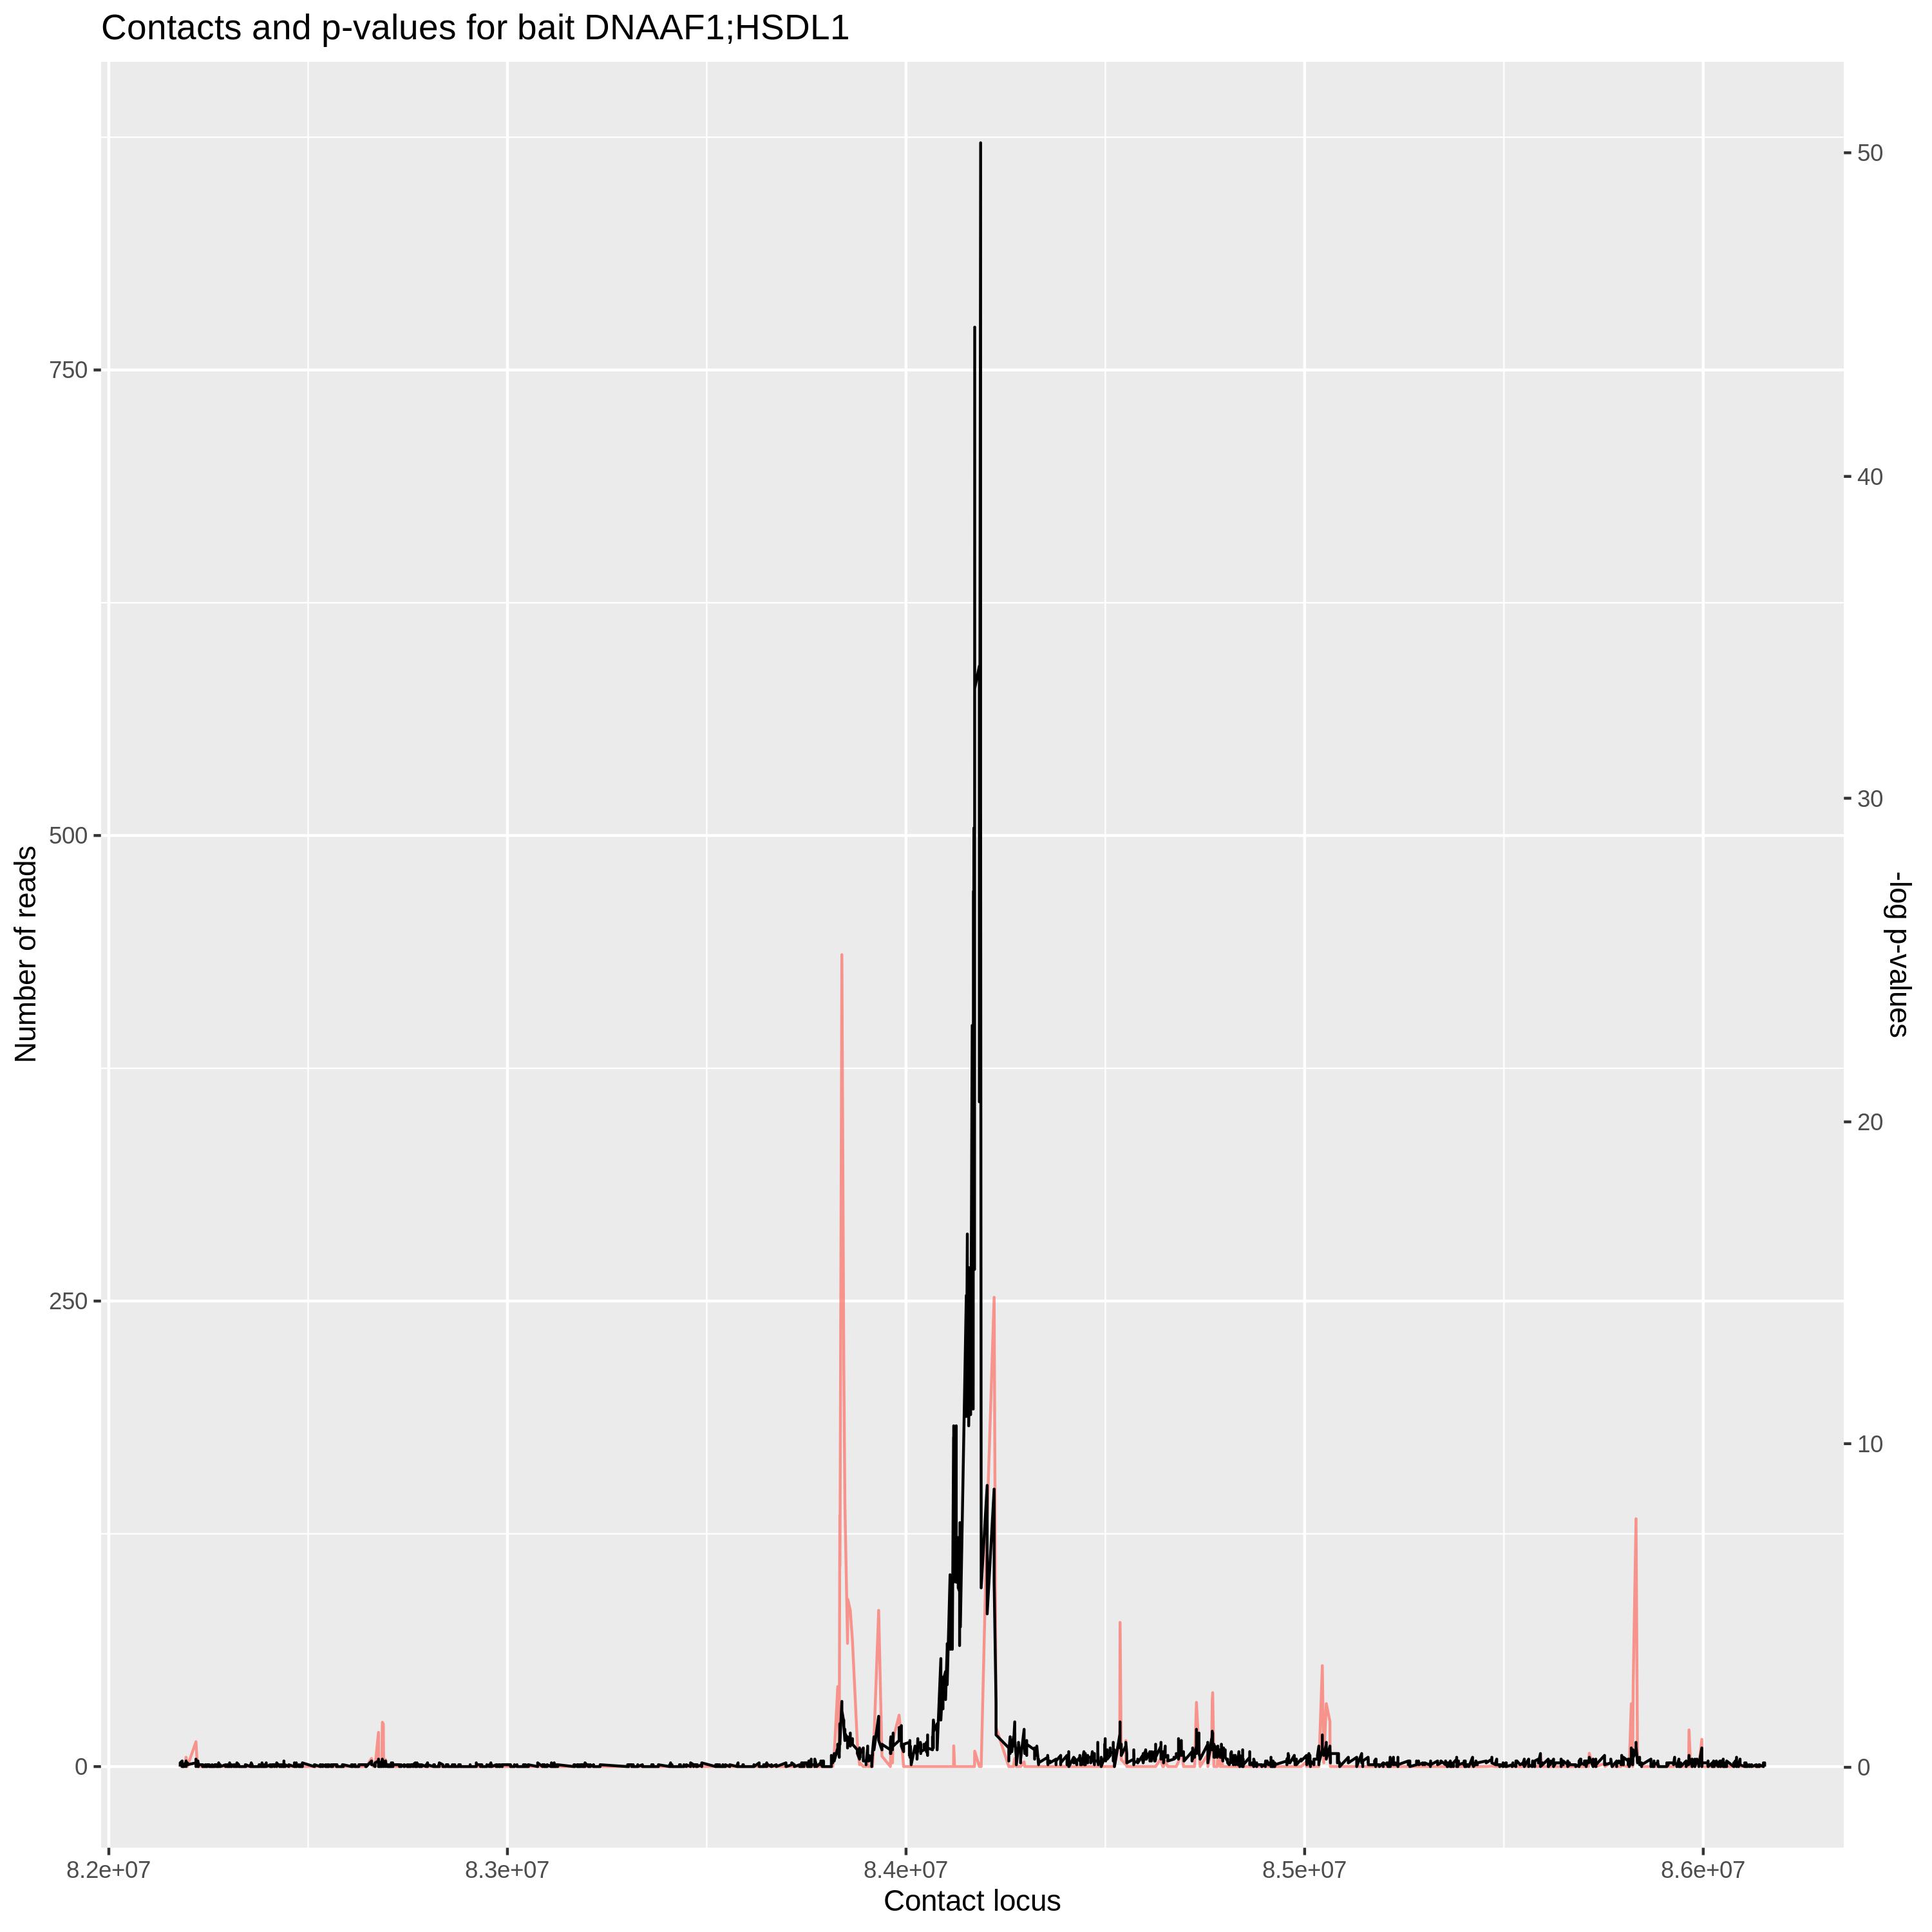 Contacts and p-values for bait DNAAF1;HSDL1
Number of reads
750
500
250
0
50
40
30
20
10
0
-log p-values
8.2e+07
8.3e+07
8.4e+07
8.5e+07
8.6e+07
Contact locus